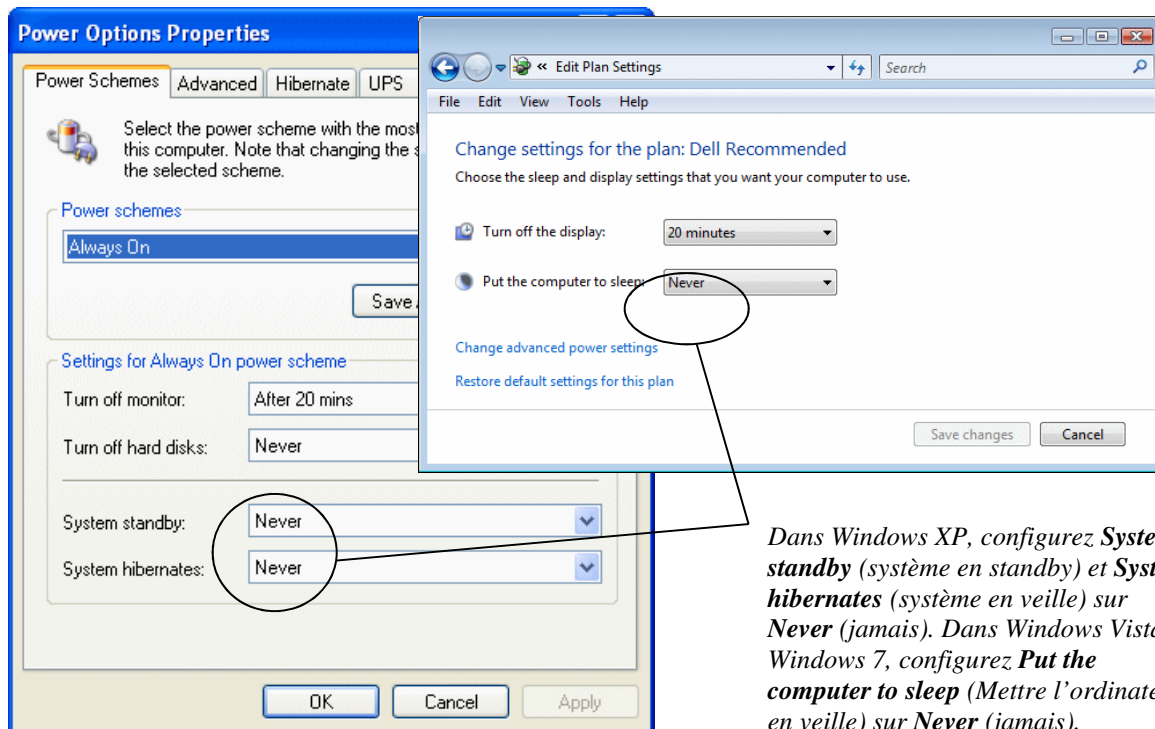 Power Options Properties
Power Schemes Advanced Hibernate UPS
Select the power scheme with the most
this computer. Note that changing the
the selected scheme.
Power schemes
Always On
Save
Settings for Always On power scheme
Turn off monitor: After 20 mins
Turn off hard disks: Never
System standby: Never
System hibernates: Never
OK Cancel Apply
« Edit Plan Settings Search
File Edit View Tools Help
Change settings for the plan: Dell Recommended
Choose the sleep and display settings that you want your computer to use.
Turn off the display: 20 minutes
Put the computer to sleep: Never
Change advanced power settings
Restore default settings for this plan
Save changes Cancel
Dans Windows XP, configurez
standby (système en standby) et
hibernates (système en veille) sur
Never (jamais). Dans Windows Vista
Windows 7, configurez Put the
computer to sleep (Mettre
en veille) sur Never (jamais).